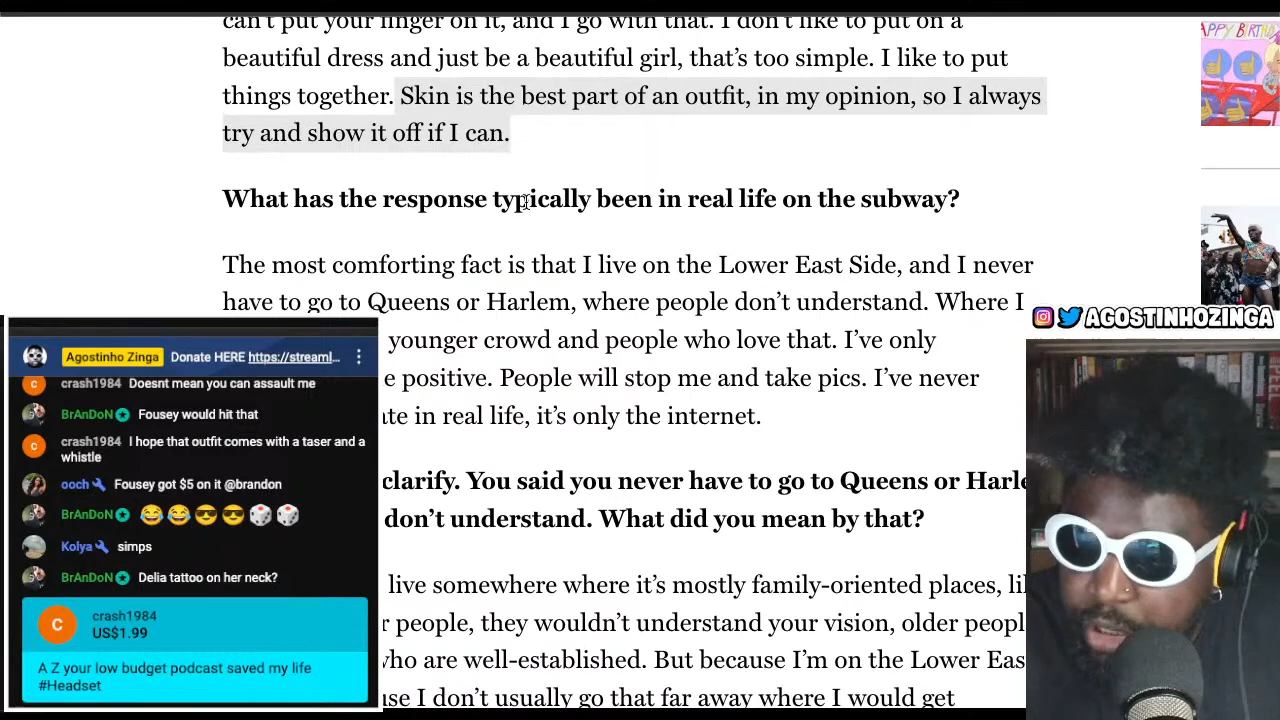 can't put your finger on it, and I go with that. I don't like to put on a
beautiful dress and just be a beautiful girl, that's too simple. I like to put
things together. Skin is the best part of an outfit, in my opinion, so I always
try and show it off if I can.
What has the response typically been in real life on the subway?
The most comforting fact is that I live on the Lower East Side, and I never
have to go to Queens or Harlem, where people don't understand. Where I
younger crowd and people who love that. I've only
e positive. People will stop me and take pics. I've never
ate in real life, it's only the internet.
clarify. You said you never have to go to Queens or Harle
don't understand. What did you mean by that?
live somewhere where it's mostly family-oriented places, li
r people, they wouldn't understand your vision, older peopl
who are well-established. But because I'm on the Lower Eas
use I don't usually go that far away where I would get
Agostinho Zinga Donate HERE https://streaml...
crash1984 Doesnt mean you can assault me
BrAnDoN Fousey would hit that
crash1984 I hope that outfit comes with a taser and a
whistle
ooch Fousey got $5 on it @brandon
BrAnDoN 😂😂😎😎🎲🎲
Kolya simps
BrAnDoN Delia tattoo on her neck?
C
crash1984
US$1.99
A Z your low budget podcast saved my life
#Headset
APPY BIRTHD
AGOSTINHOZINGA